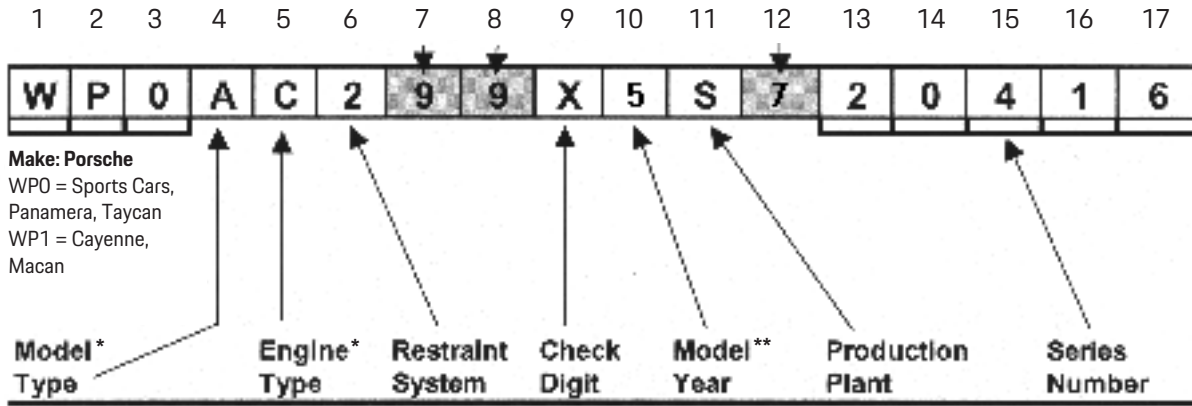 1 2 3 4 5 6 7 8 9 10 11 12 13 14 15 16 17
W P 0 A C 2 9 9 X 5 S 7 2 0 4 1 6
Make: Porsche
WP0 = Sports Cars,
Panamera, Taycan
WP1 = Cayenne,
Macan
Model* Engine* Restraint Check Model** Production Series
Type Type System Digit Year Plant Number